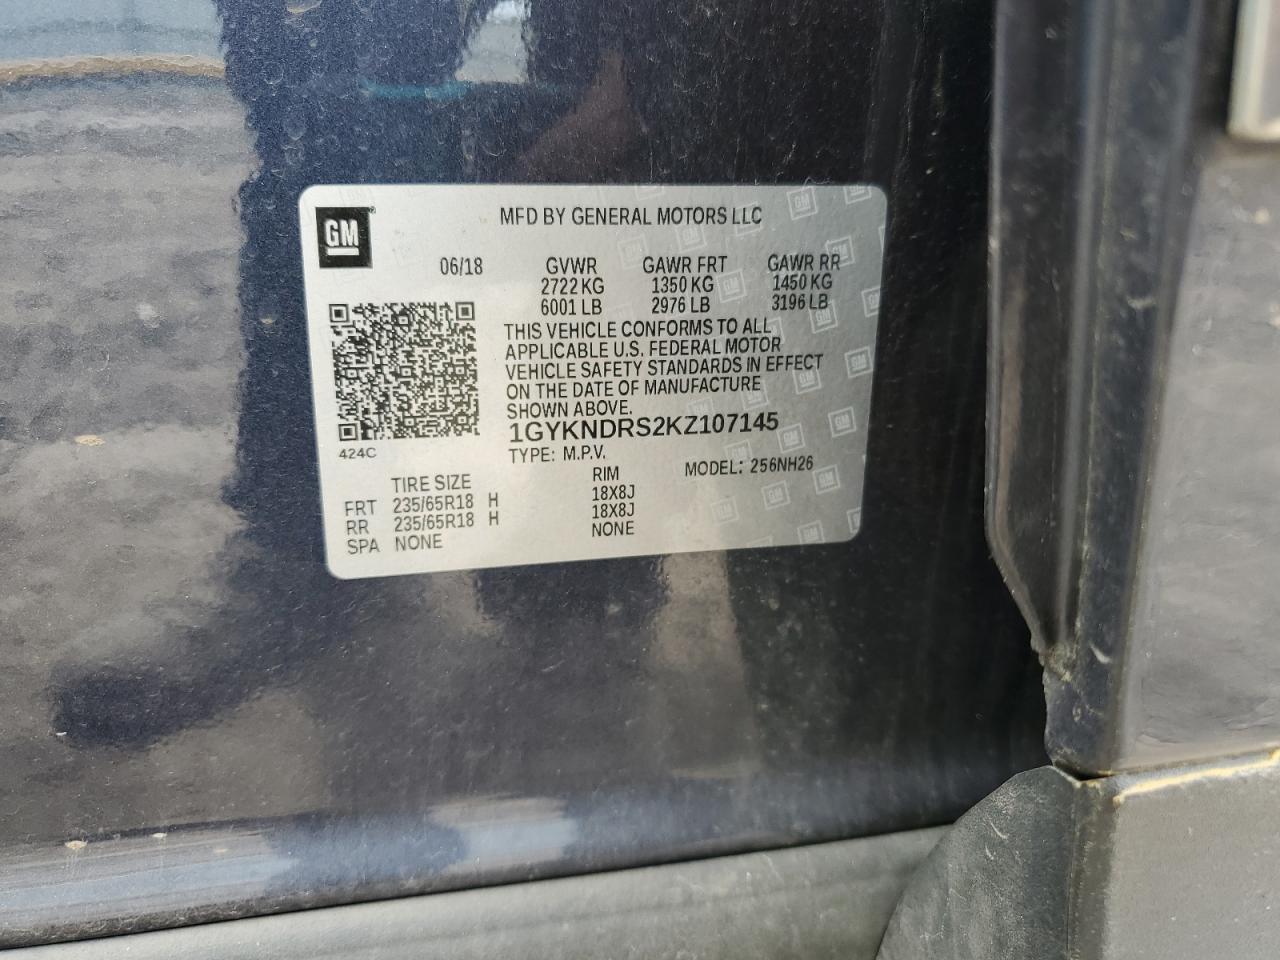 GM
MFD BY GENERAL MOTORS LLC
06/18 GVWR GAWR FRT GAWR RR
2722 KG 1350 KG 1450 KG
6001 LB 2976 LB 3196 LB
THIS VEHICLE CONFORMS TO ALL
APPLICABLE U.S. FEDERAL MOTOR
VEHICLE SAFETY STANDARDS IN EFFECT
ON THE DATE OF MANUFACTURE
SHOWN ABOVE.
1GYKNDRS2KZ107145
424C
TYPE: M.P.V.
MODEL: 256NH26
TIRE SIZE RIM
FRT 235/65R18 H 18X8J
RR 235/65R18 H 18X8J
SPA NONE NONE